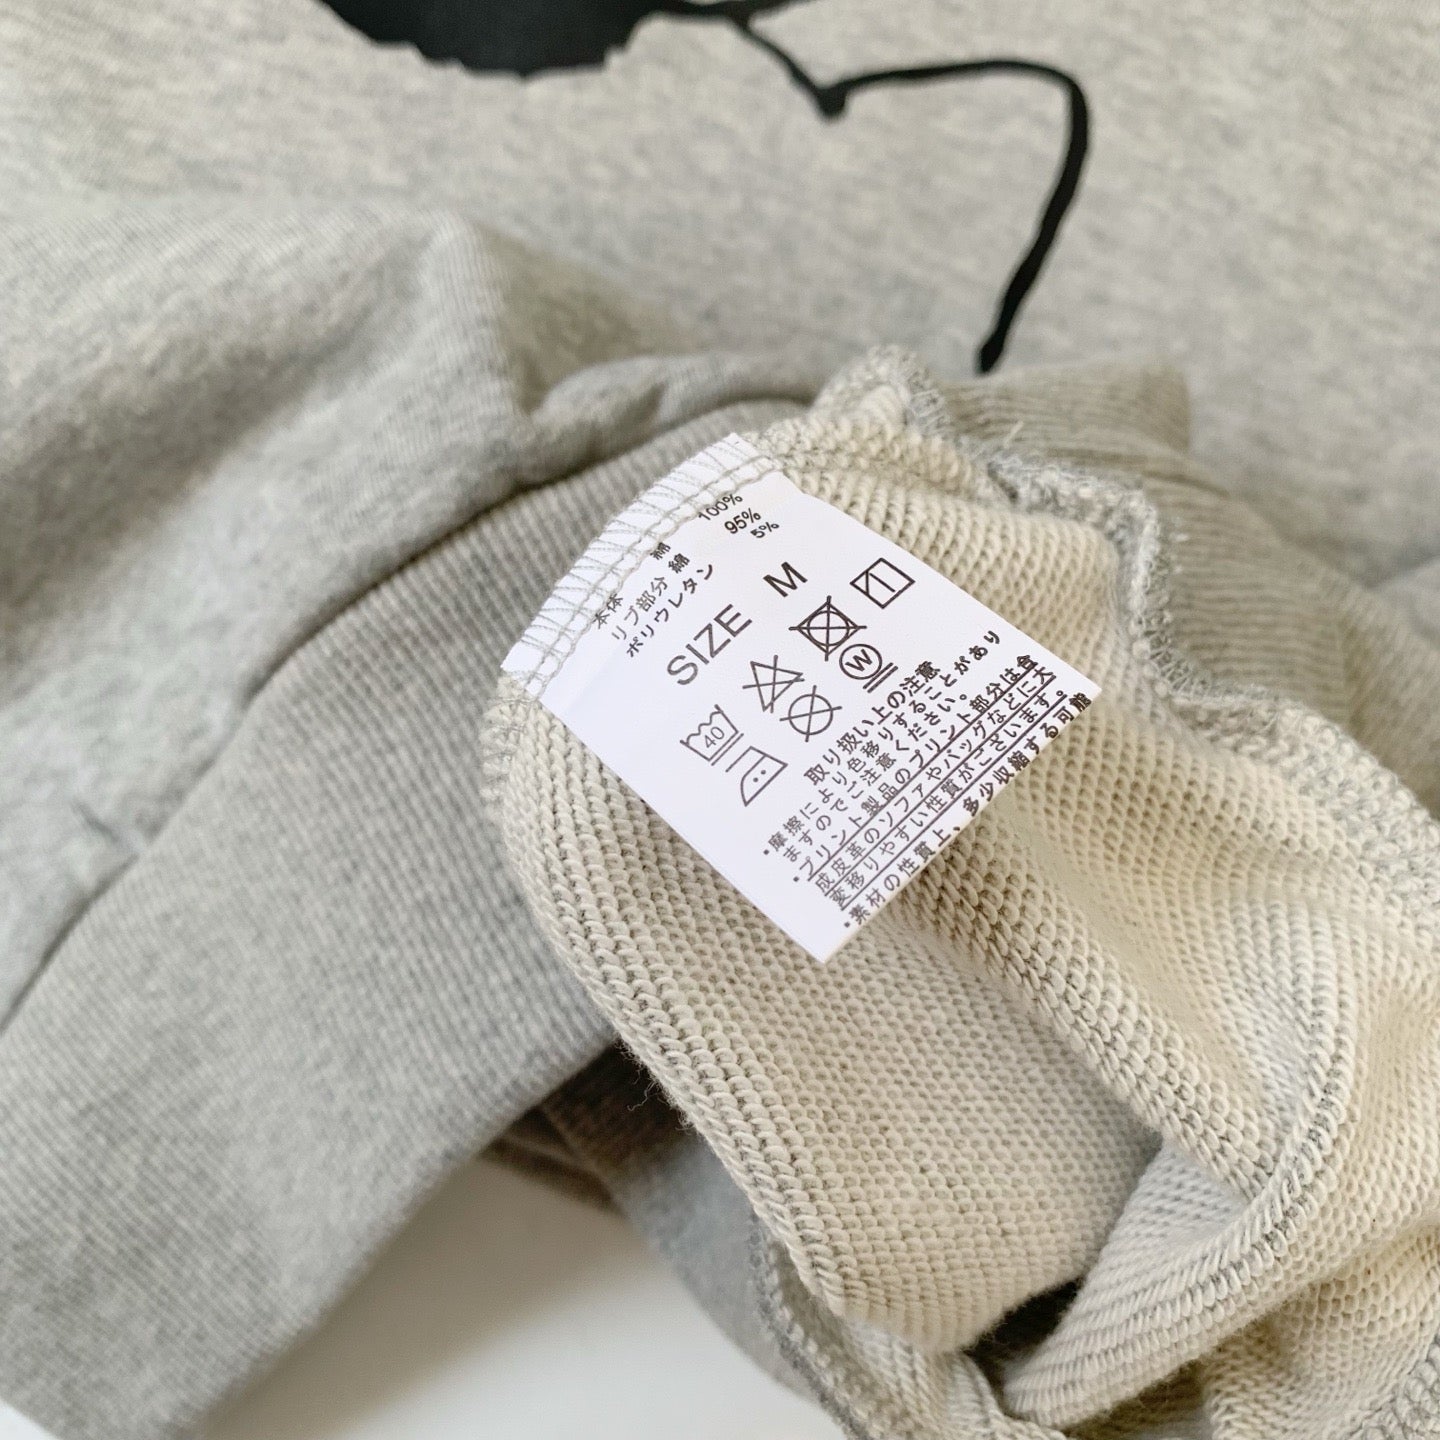 本体 綿 100%
リブ部分 綿 95%
ポリウレタン 5%
SIZE M
40
W
取り扱い上の注意
・摩擦により色移りすることがあり
ますのでご注意ください。
・プリント製品のプリント部分は合
成皮革のソファやバッグなどに大
変移りやすい性質がございます。
・素材の性質上、多少収縮する可能